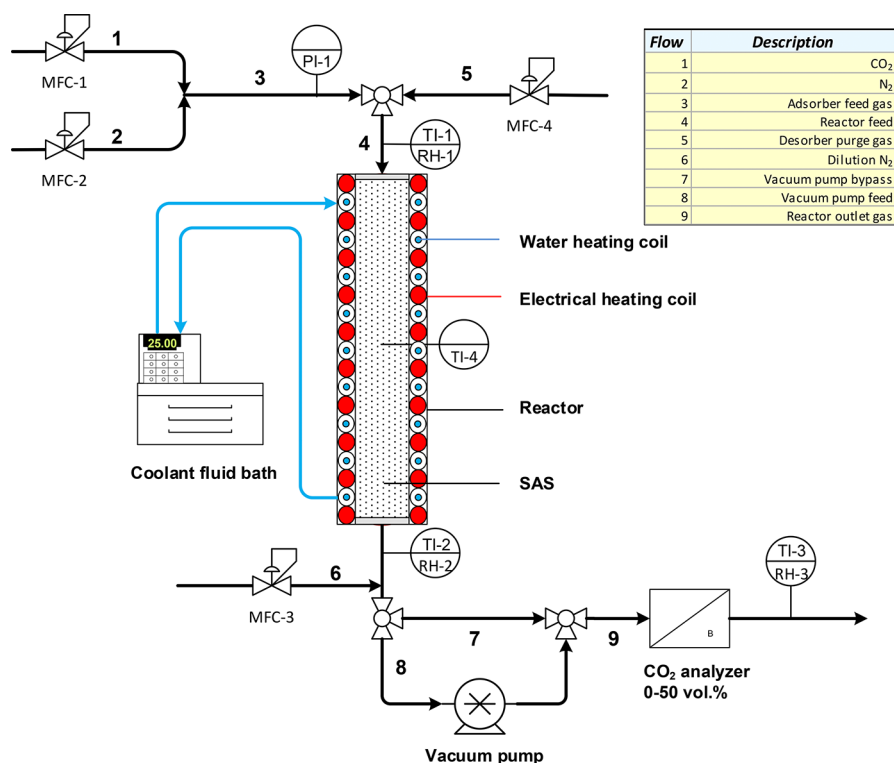 1
MFC-1
2
MFC-2
3
PI-1
5
MFC-4
4
TI-1
RH-1
Flow Description
1 CO₂
2 N₂
3 Adsorber feed gas
4 Reactor feed
5 Desorber purge gas
6 Dilution N₂
7 Vacuum pump bypass
8 Vacuum pump feed
9 Reactor outlet gas
Water heating coil
Electrical heating coil
TI-4
25.00
Reactor
Coolant fluid bath
SAS
TI-2
RH-2
6
MFC-3
7
8
9
TI-3
RH-3
B
CO₂ analyzer
0-50 vol.%
Vacuum pump